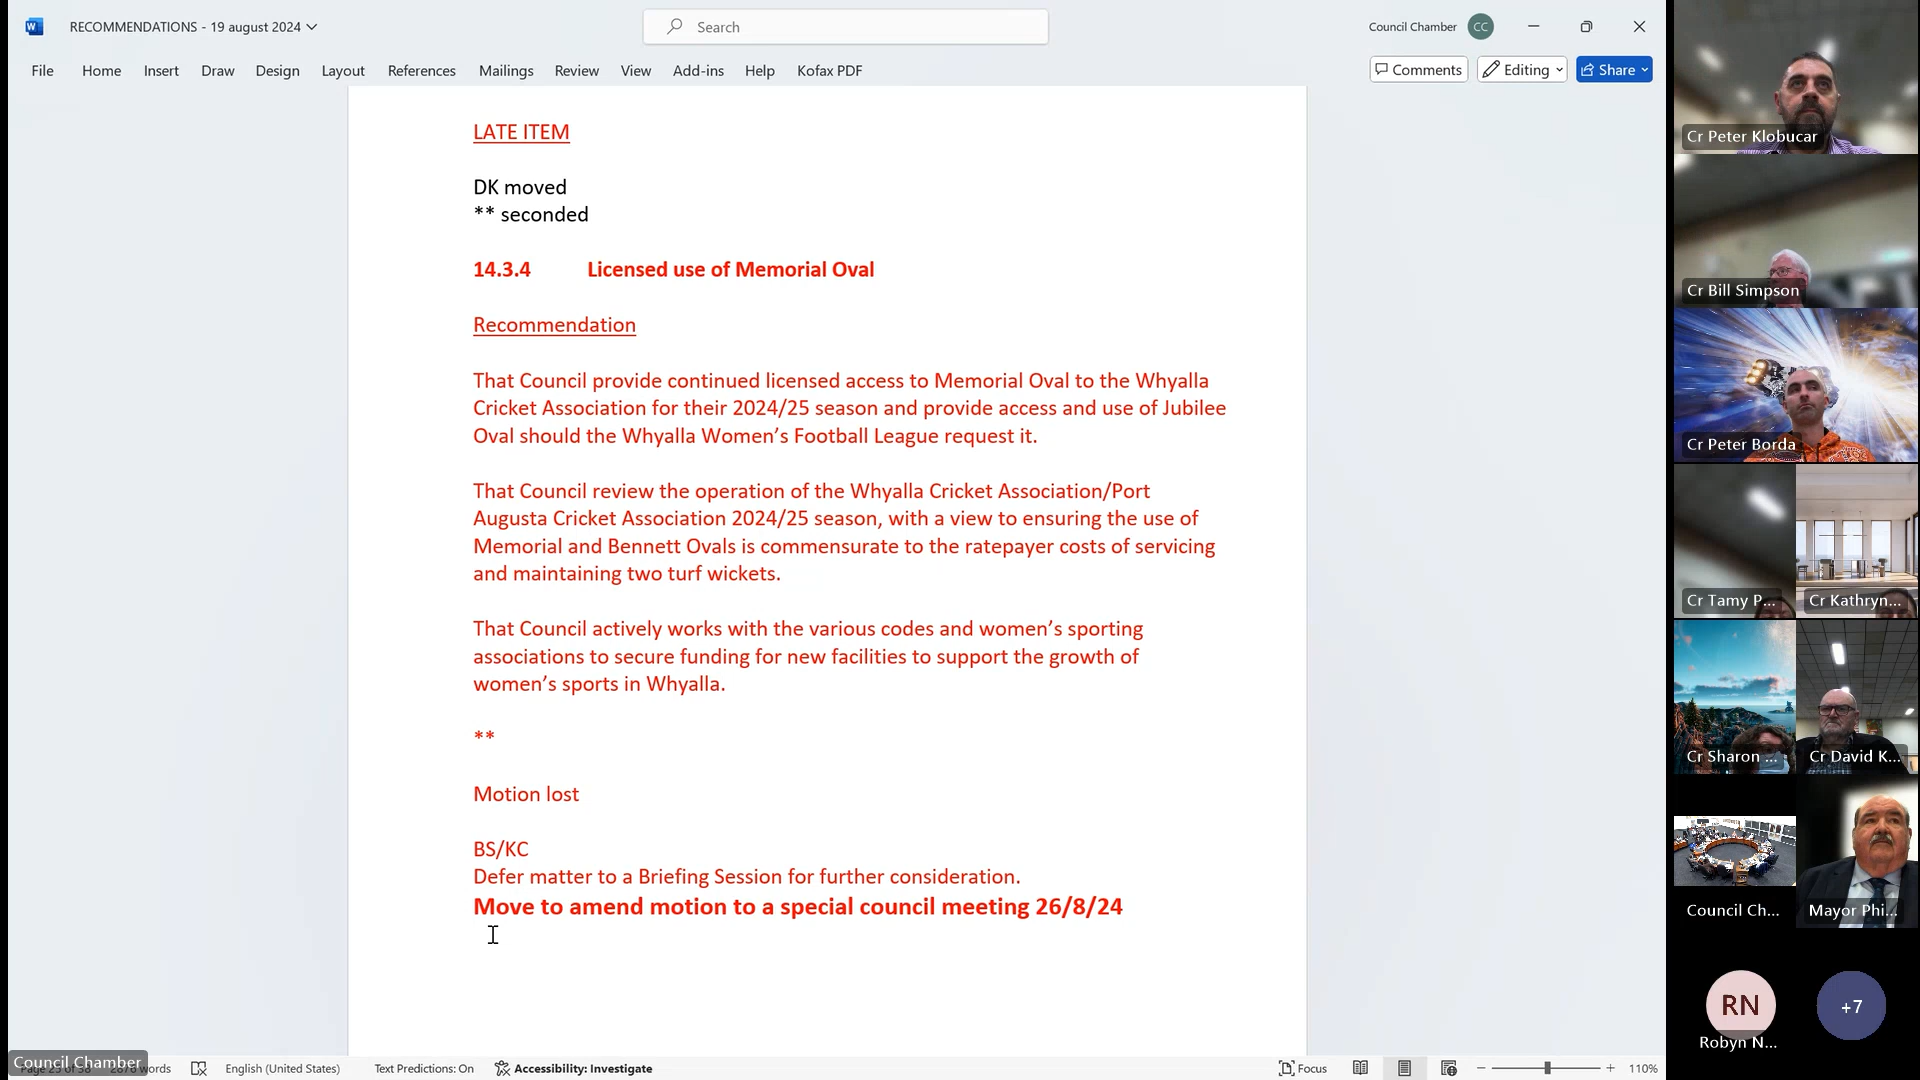 RECOMMENDATIONS - 19 august 2024
Search
Council Chamber
CC
File
Home
Insert
Draw
Design
Layout
References
Mailings
Review
View
Add-ins
Help
Kofax PDF
Comments
Editing
Share
LATE ITEM
DK moved
** seconded
14.3.4 Licensed use of Memorial Oval
Recommendation
That Council provide continued licensed access to Memorial Oval to the Whyalla
Cricket Association for their 2024/25 season and provide access and use of Jubilee
Oval should the Whyalla Women’s Football League request it.
That Council review the operation of the Whyalla Cricket Association/Port
Augusta Cricket Association 2024/25 season, with a view to ensuring the use of
Memorial and Bennett Ovals is commensurate to the ratepayer costs of servicing
and maintaining two turf wickets.
That Council actively works with the various codes and women’s sporting
associations to secure funding for new facilities to support the growth of
women’s sports in Whyalla.
**
Motion lost
BS/KC
Defer matter to a Briefing Session for further consideration.
Move to amend motion to a special council meeting 26/8/24
Cr Peter Klobucar
Cr Bill Simpson
Cr Peter Borda
Cr Tamy P...
Cr Kathryn...
Cr Sharon ...
Cr David K...
Council Ch...
Mayor Phi...
RN
Robyn N...
+7
Council Chamber
words
English (United States)
Text Predictions: On
Accessibility: Investigate
Focus
110%